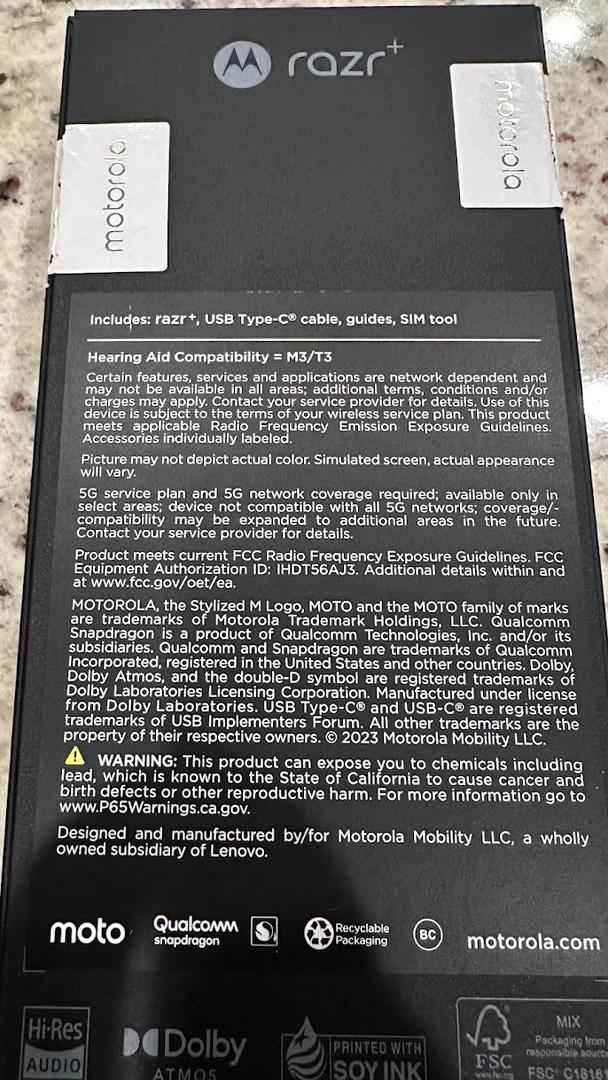 razr+
motorola
motorola
Includes: razr+, USB Type-C® cable, guides, SIM tool
Hearing Aid Compatibility = M3/T3
Certain features, services and applications are network dependent and
may not be available in all areas; additional terms, conditions and/or
charges may apply. Contact your service provider for details. Use of this
device is subject to the terms of your wireless service plan. This product
meets applicable Radio Frequency Emission Exposure Guidelines.
Accessories individually labeled.
Picture may not depict actual color. Simulated screen, actual appearance
will vary.
5G service plan and 5G network coverage required; available only in
select areas; device not compatible with all 5G networks; coverage/-
compatibility may be expanded to additional areas in the future.
Contact your service provider for details.
Product meets current FCC Radio Frequency Exposure Guidelines. FCC
Equipment Authorization ID: IHDT56AJ3. Additional details within and
at www.fcc.gov/oet/ea.
MOTOROLA, the Stylized M Logo, MOTO and the MOTO family of marks
are trademarks of Motorola Trademark Holdings, LLC. Qualcomm
Snapdragon is a product of Qualcomm Technologies, Inc. and/or its
subsidiaries. Qualcomm and Snapdragon are trademarks of Qualcomm
Incorporated, registered in the United States and other countries. Dolby,
Dolby Atmos, and the double-D symbol are registered trademarks of
Dolby Laboratories Licensing Corporation. Manufactured under license
from Dolby Laboratories. USB Type-C® and USB-C® are registered
trademarks of USB Implementers Forum. All other trademarks are the
property of their respective owners. © 2023 Motorola Mobility LLC.
WARNING: This product can expose you to chemicals including
lead, which is known to the State of California to cause cancer and
birth defects or other reproductive harm. For more information go to
www.P65Warnings.ca.gov.
Designed and manufactured by/for Motorola Mobility LLC, a wholly
owned subsidiary of Lenovo.
moto
Qualcomm
snapdragon
Recyclable
Packaging
BC
motorola.com
Hi-Res
AUDIO
Dolby
ATMOS
PRINTED WITH
SOY INK
FSC
www.fsc.org
MIX
Packaging from
responsible sources
FSC® C18161